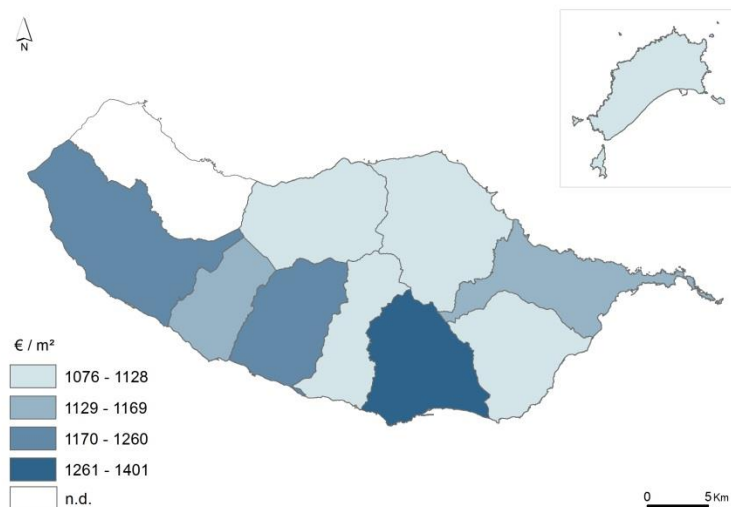 N
€ / m²
1076 - 1128
1129 - 1169
1170 - 1260
1261 - 1401
n.d.
0 5 Km